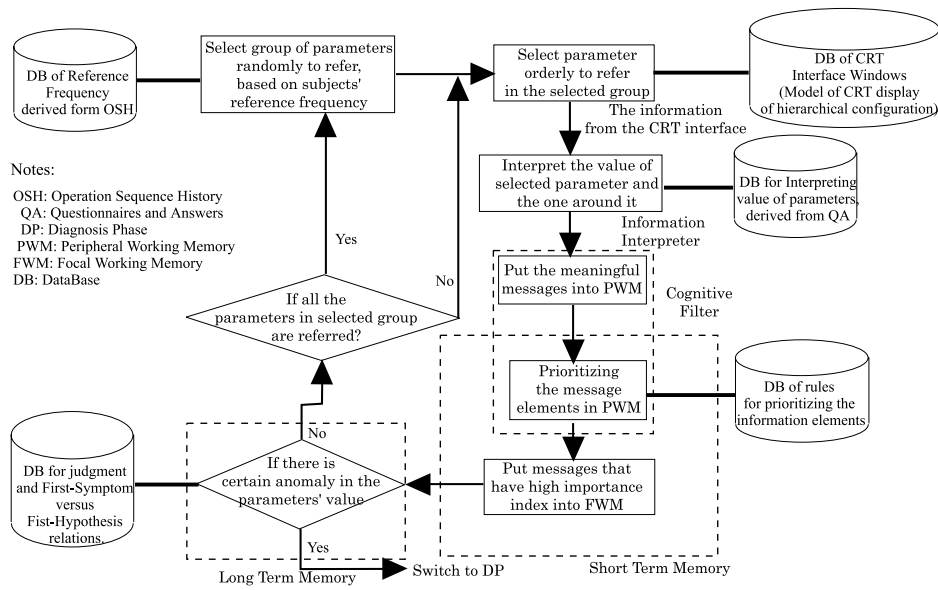 DB of Reference
Frequency
derived form OSH
Select group of parameters
randomly to refer,
based on subjects'
reference frequency
Select parameter
orderly to refer
in the selected group
DB of CRT
Interface Windows
(Model of CRT display
of hierarchical configuration)
The information
from the CRT interface
Interpret the value of
selected parameter and
the one around it
DB for Interpreting
value of parameters,
derived from QA
Notes:
OSH: Operation Sequence History
QA: Questionnaires and Answers
DP: Diagnosis Phase
PWM: Peripheral Working Memory
FWM: Focal Working Memory
DB: DataBase
Information
Interpreter
Yes
No
Put the meaningful
messages into PWM
Cognitive
Filter
If all the
parameters in selected group
are referred?
Prioritizing
the message
elements in PWM
DB of rules
for prioritizing the
information elements
No
If there is
certain anomaly in the
parameters' value
Put messages that
have high importance
index into FWM
DB for judgment
and First-Symptom
versus
Fist-Hypothesis
relations.
Yes
Switch to DP
Long Term Memory
Short Term Memory